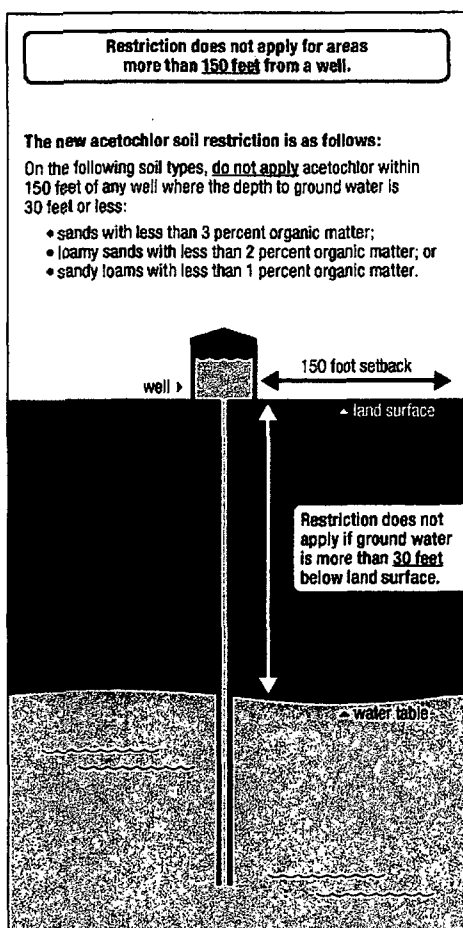 Restriction does not apply for areas
more than 150 feet from a well.
The new acetochlor soil restriction is as follows:
On the following soil types, do not apply acetochlor within
150 feet of any well where the depth to ground water is
30 feet or less:
• sands with less than 3 percent organic matter;
• loamy sands with less than 2 percent organic matter; or
• sandy loams with less than 1 percent organic matter.
150 foot setback
well
land surface
Restriction does not
apply if ground water
is more than 30 feet
below land surface.
water table